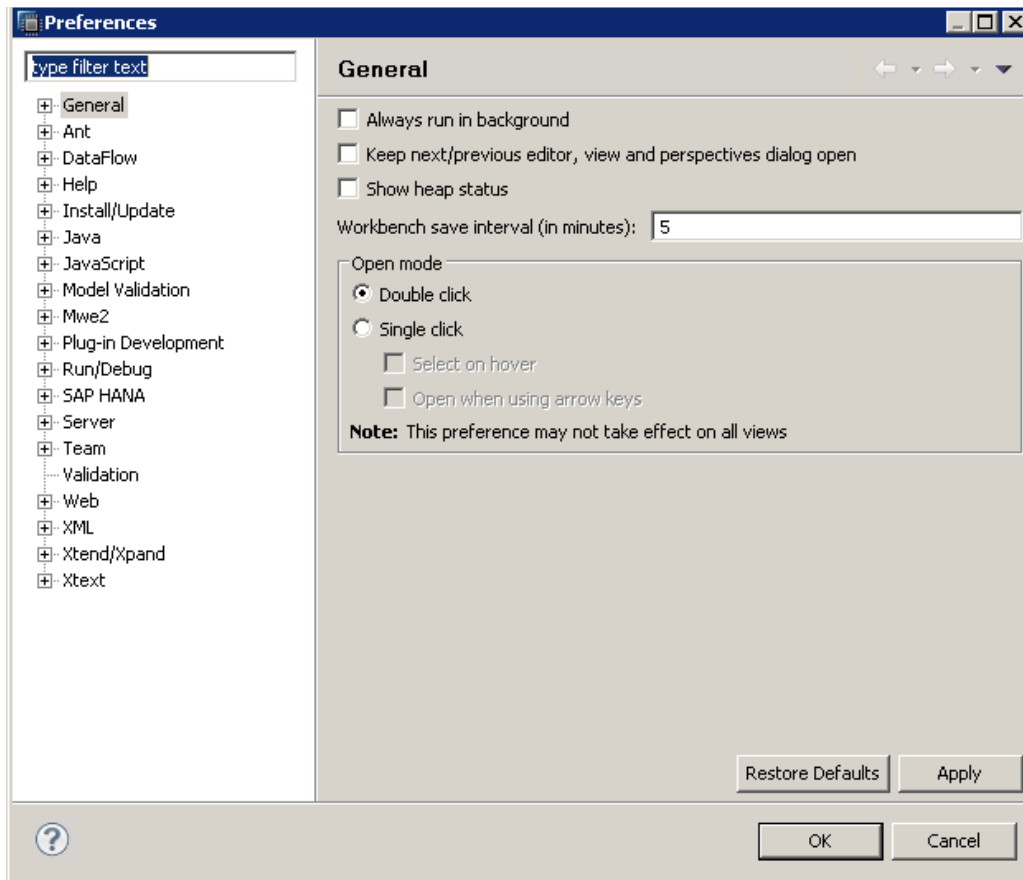 Preferences
type filter text
General
Ant
DataFlow
Help
Install/Update
Java
JavaScript
Model Validation
Mwe2
Plug-in Development
Run/Debug
SAP HANA
Server
Team
Validation
Web
XML
Xtend/Xpand
Xtext
General
Always run in background
Keep next/previous editor, view and perspectives dialog open
Show heap status
Workbench save interval (in minutes): 5
Open mode
Double click
Single click
Select on hover
Open when using arrow keys
Note: This preference may not take effect on all views
Restore Defaults Apply
? OK Cancel